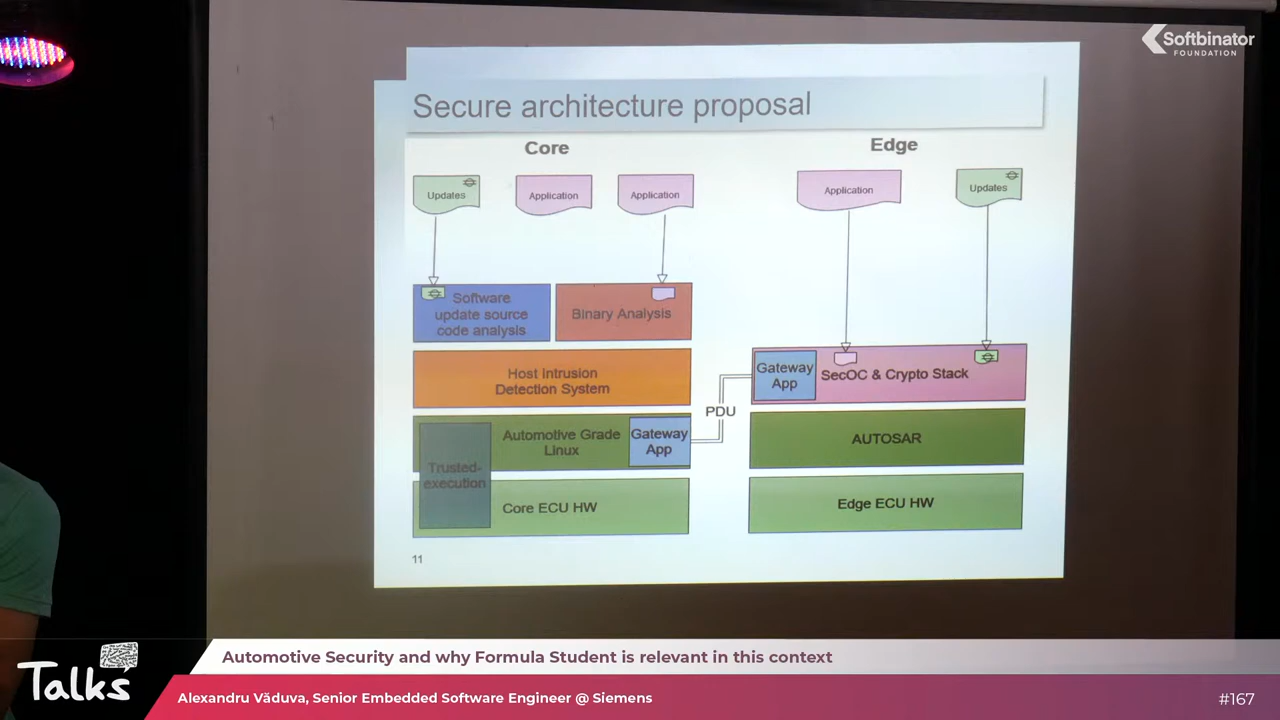 Softbinator
FOUNDATION
Secure architecture proposal
Core
Edge
Updates
Application
Application
Application
Updates
Software
update source
code analysis
Binary Analysis
Host Intrusion
Detection System
Gateway
App
SecOC & Crypto Stack
PDU
Automotive Grade
Linux
Gateway
App
AUTOSAR
Trusted-
execution
Core ECU HW
Edge ECU HW
11
Talks
Automotive Security and why Formula Student is relevant in this context
Alexandru Văduva, Senior Embedded Software Engineer @ Siemens
#167